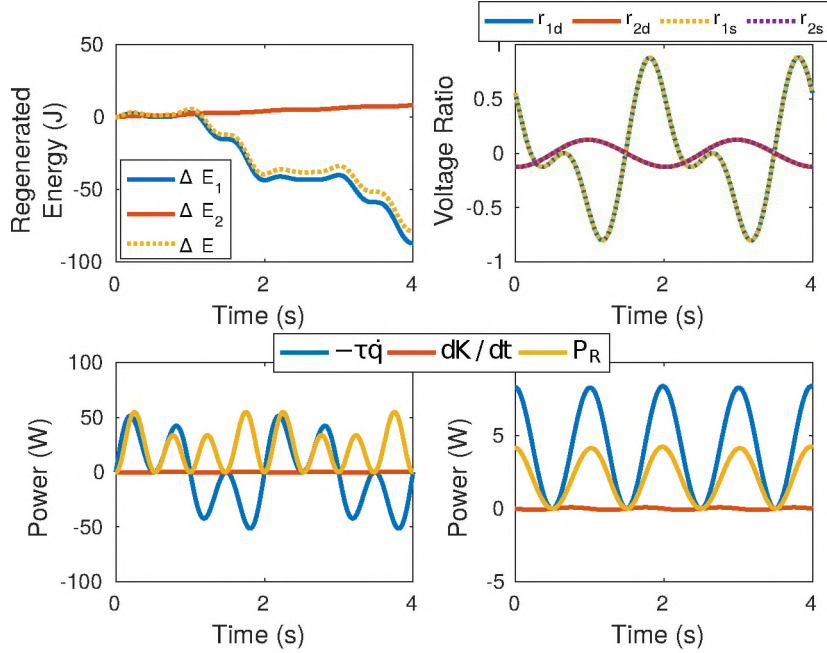 r1d r2d r1s r2s
50
0
-50
-100
Regenerated
Energy (J)
Δ E1
Δ E2
Δ E
0 2 4
Time (s)
1
0.5
0
-0.5
-1
Voltage Ratio
0 2 4
Time (s)
−τq̇ dK / dt PR
100
50
0
-50
-100
Power (W)
0 2 4
Time (s)
5
0
-5
Power (W)
0 2 4
Time (s)